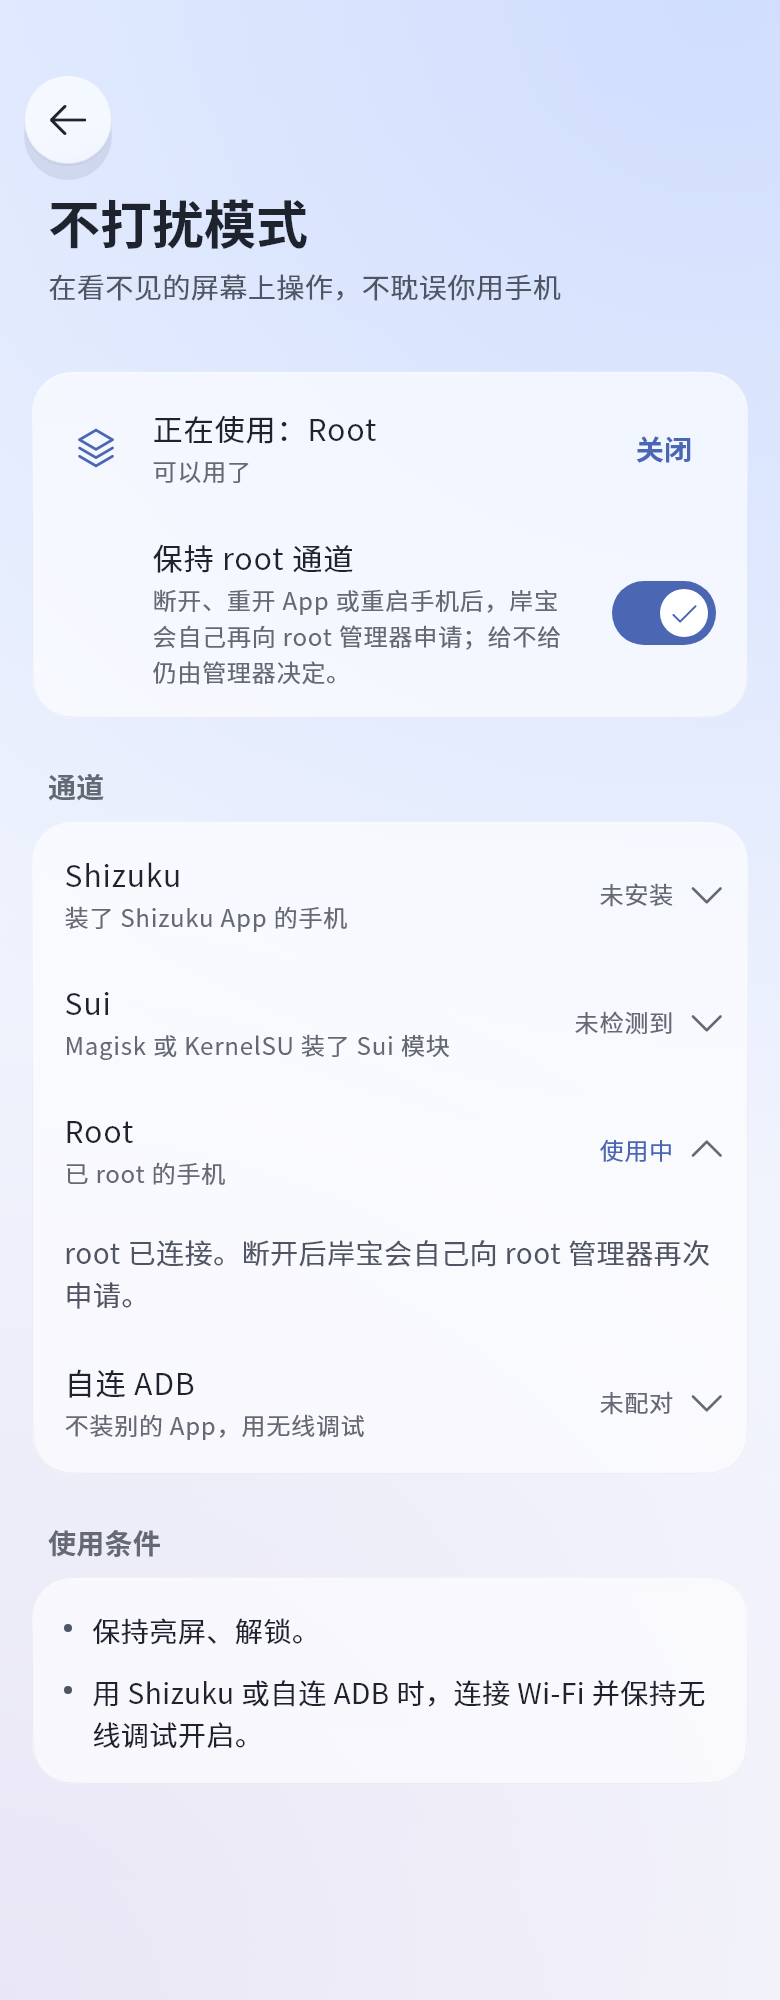 不打扰模式
在看不见的屏幕上操作，不耽误你用手机
正在使用：Root
可以用了
关闭
保持 root 通道
断开、重开 App 或重启手机后，岸宝
会自己再向 root 管理器申请；给不给
仍由管理器决定。
通道
Shizuku
装了 Shizuku App 的手机
未安装
Sui
Magisk 或 KernelSU 装了 Sui 模块
未检测到
Root
已 root 的手机
使用中
root 已连接。断开后岸宝会自己向 root 管理器再次
申请。
自连 ADB
不装别的 App，用无线调试
未配对
使用条件
• 保持亮屏、解锁。
• 用 Shizuku 或自连 ADB 时，连接 Wi-Fi 并保持无
线调试开启。